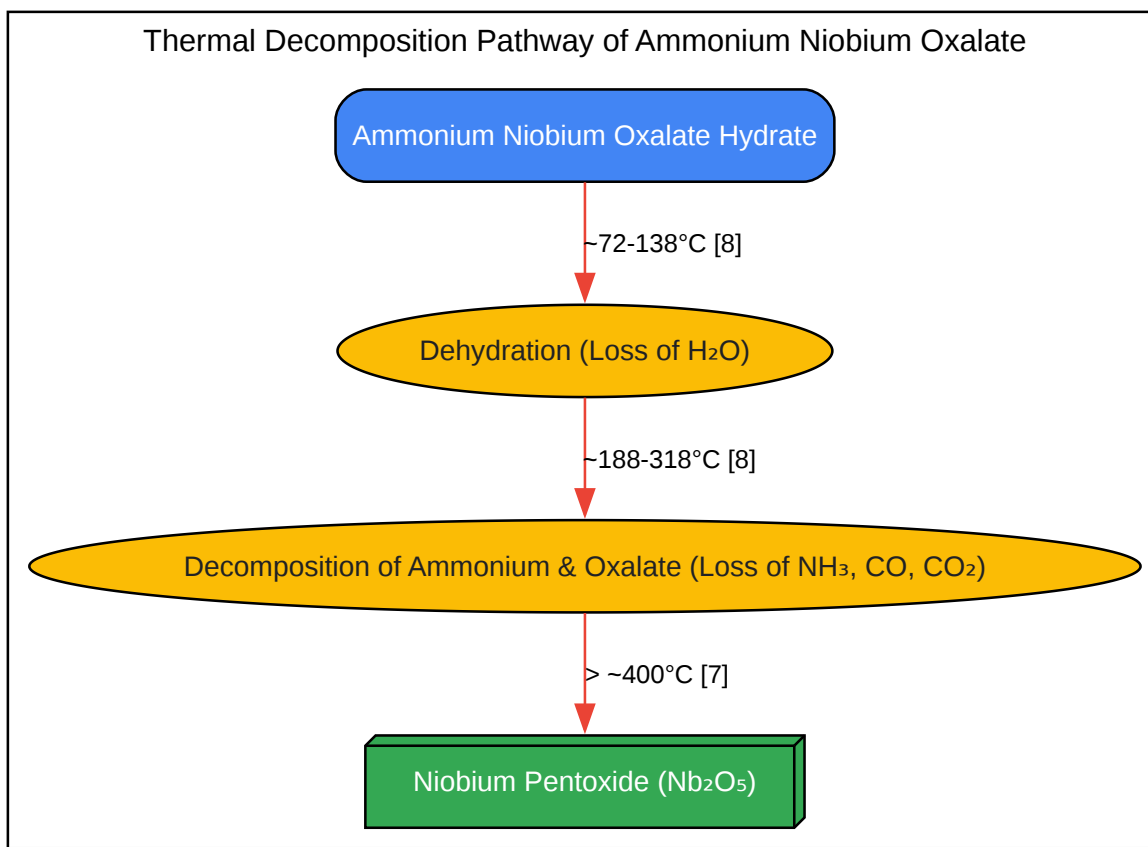 Thermal Decomposition Pathway of Ammonium Niobium Oxalate
Ammonium Niobium Oxalate Hydrate
~72-138°C [8]
Dehydration (Loss of H₂O)
~188-318°C [8]
Decomposition of Ammonium & Oxalate (Loss of NH₃, CO, CO₂)
> ~400°C [7]
Niobium Pentoxide (Nb₂O₅)